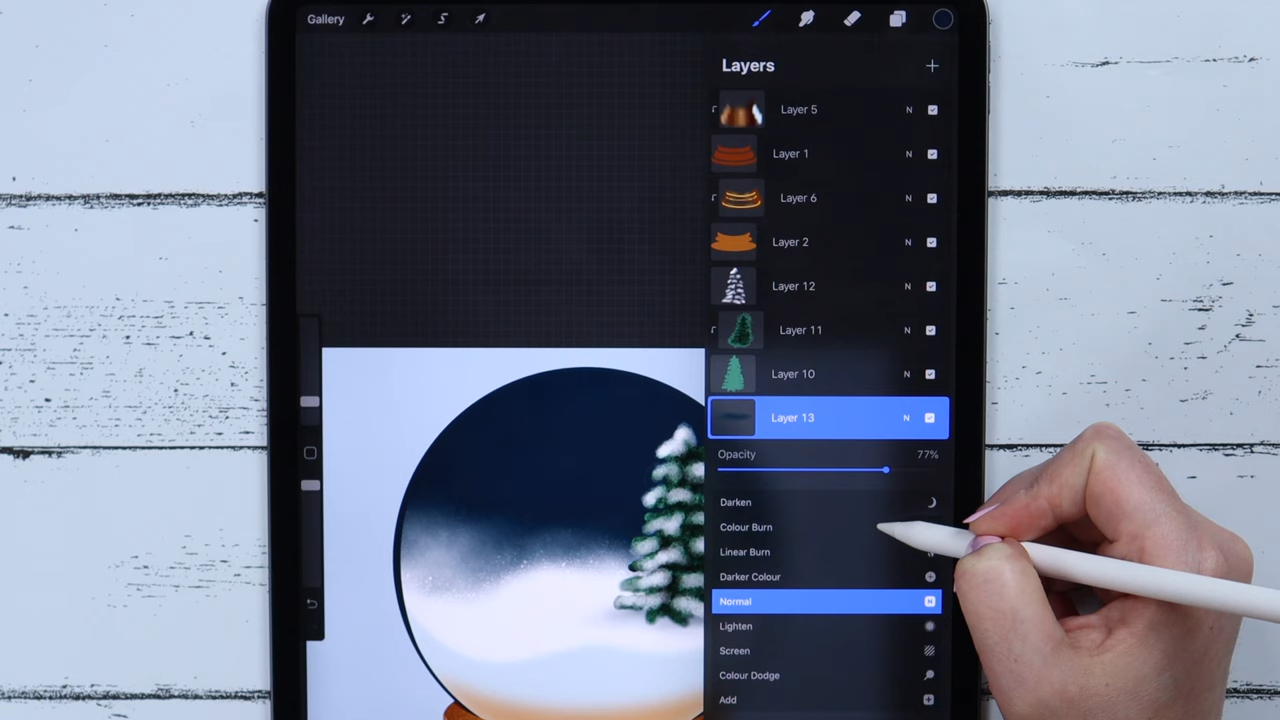 Gallery
Layers
Layer 5 N
Layer 1 N
Layer 6 N
Layer 2 N
Layer 12 N
Layer 11 N
Layer 10 N
Layer 13 N
Opacity 77%
Darken
Colour Burn
Linear Burn
Darker Colour
Normal N
Lighten
Screen
Colour Dodge
Add